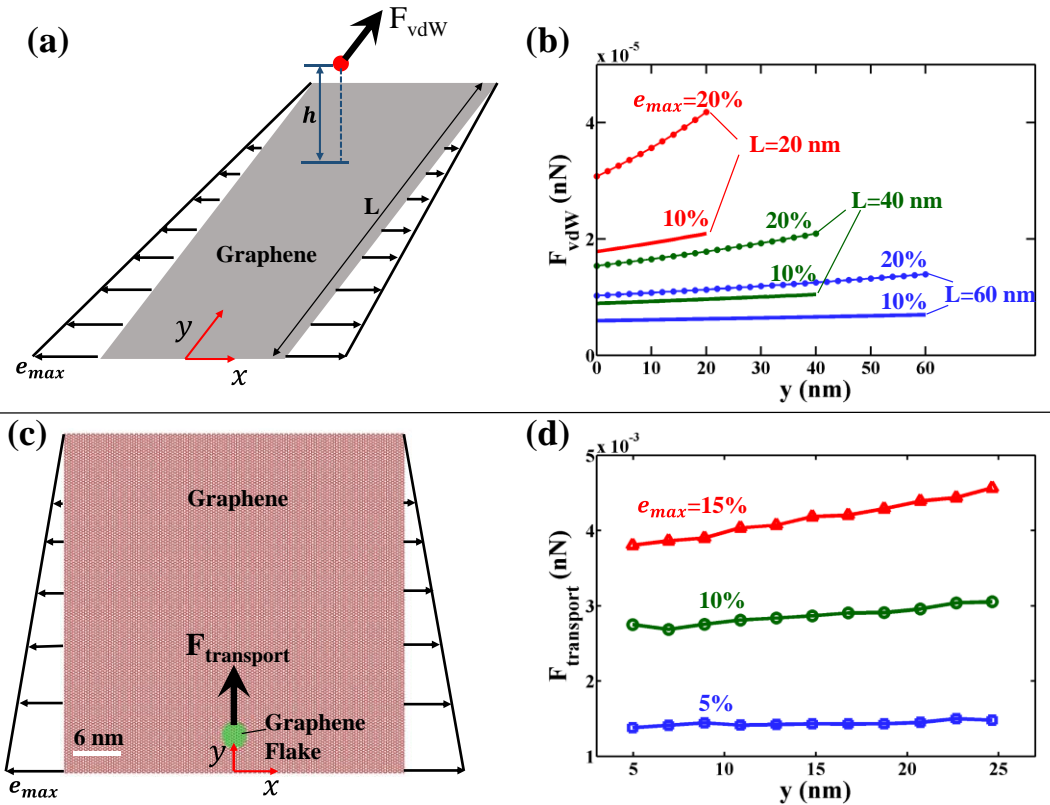 (a)
F_vdW
h
L
Graphene
y
x
e_max
(b)
x 10^-5
e_max=20%
L=20 nm
10%
L=40 nm
20%
10%
20%
L=60 nm
10%
4
2
0
F_vdW (nN)
0 10 20 30 40 50 60
y (nm)
(c)
Graphene
F_transport
Graphene
Flake
6 nm
y
x
e_max
(d)
x 10^-3
5
4
3
2
1
F_transport (nN)
e_max=15%
10%
5%
5 10 15 20 25
y (nm)